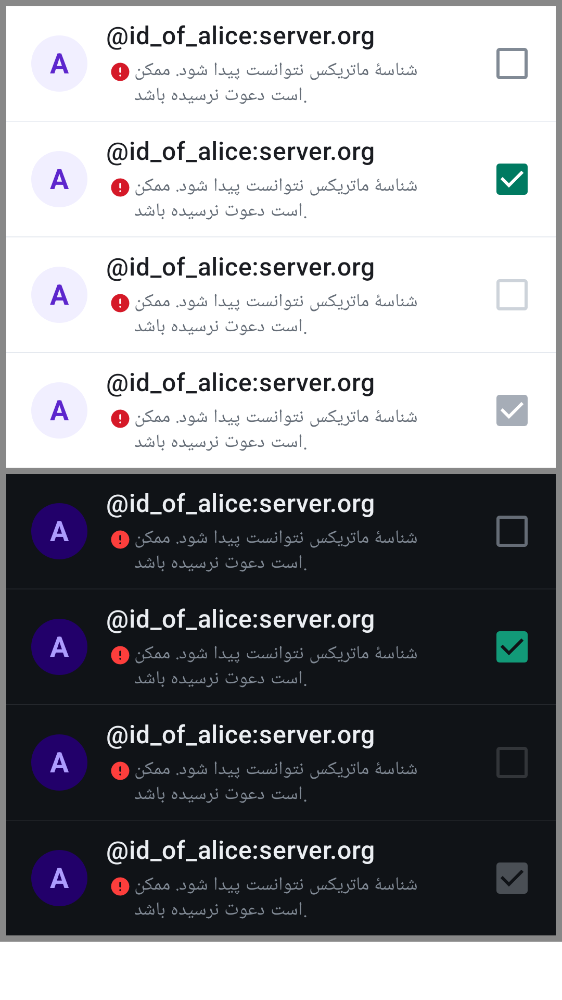 A
@id_of_alice:server.org
شناسهٔ ماتریکس نتوانست پیدا شود. ممکن
است دعوت نرسیده باشد.
A
@id_of_alice:server.org
شناسهٔ ماتریکس نتوانست پیدا شود. ممکن
است دعوت نرسیده باشد.
A
@id_of_alice:server.org
شناسهٔ ماتریکس نتوانست پیدا شود. ممکن
است دعوت نرسیده باشد.
A
@id_of_alice:server.org
شناسهٔ ماتریکس نتوانست پیدا شود. ممکن
است دعوت نرسیده باشد.
A
@id_of_alice:server.org
شناسهٔ ماتریکس نتوانست پیدا شود. ممکن
است دعوت نرسیده باشد.
A
@id_of_alice:server.org
شناسهٔ ماتریکس نتوانست پیدا شود. ممکن
است دعوت نرسیده باشد.
A
@id_of_alice:server.org
شناسهٔ ماتریکس نتوانست پیدا شود. ممکن
است دعوت نرسیده باشد.
A
@id_of_alice:server.org
شناسهٔ ماتریکس نتوانست پیدا شود. ممکن
است دعوت نرسیده باشد.